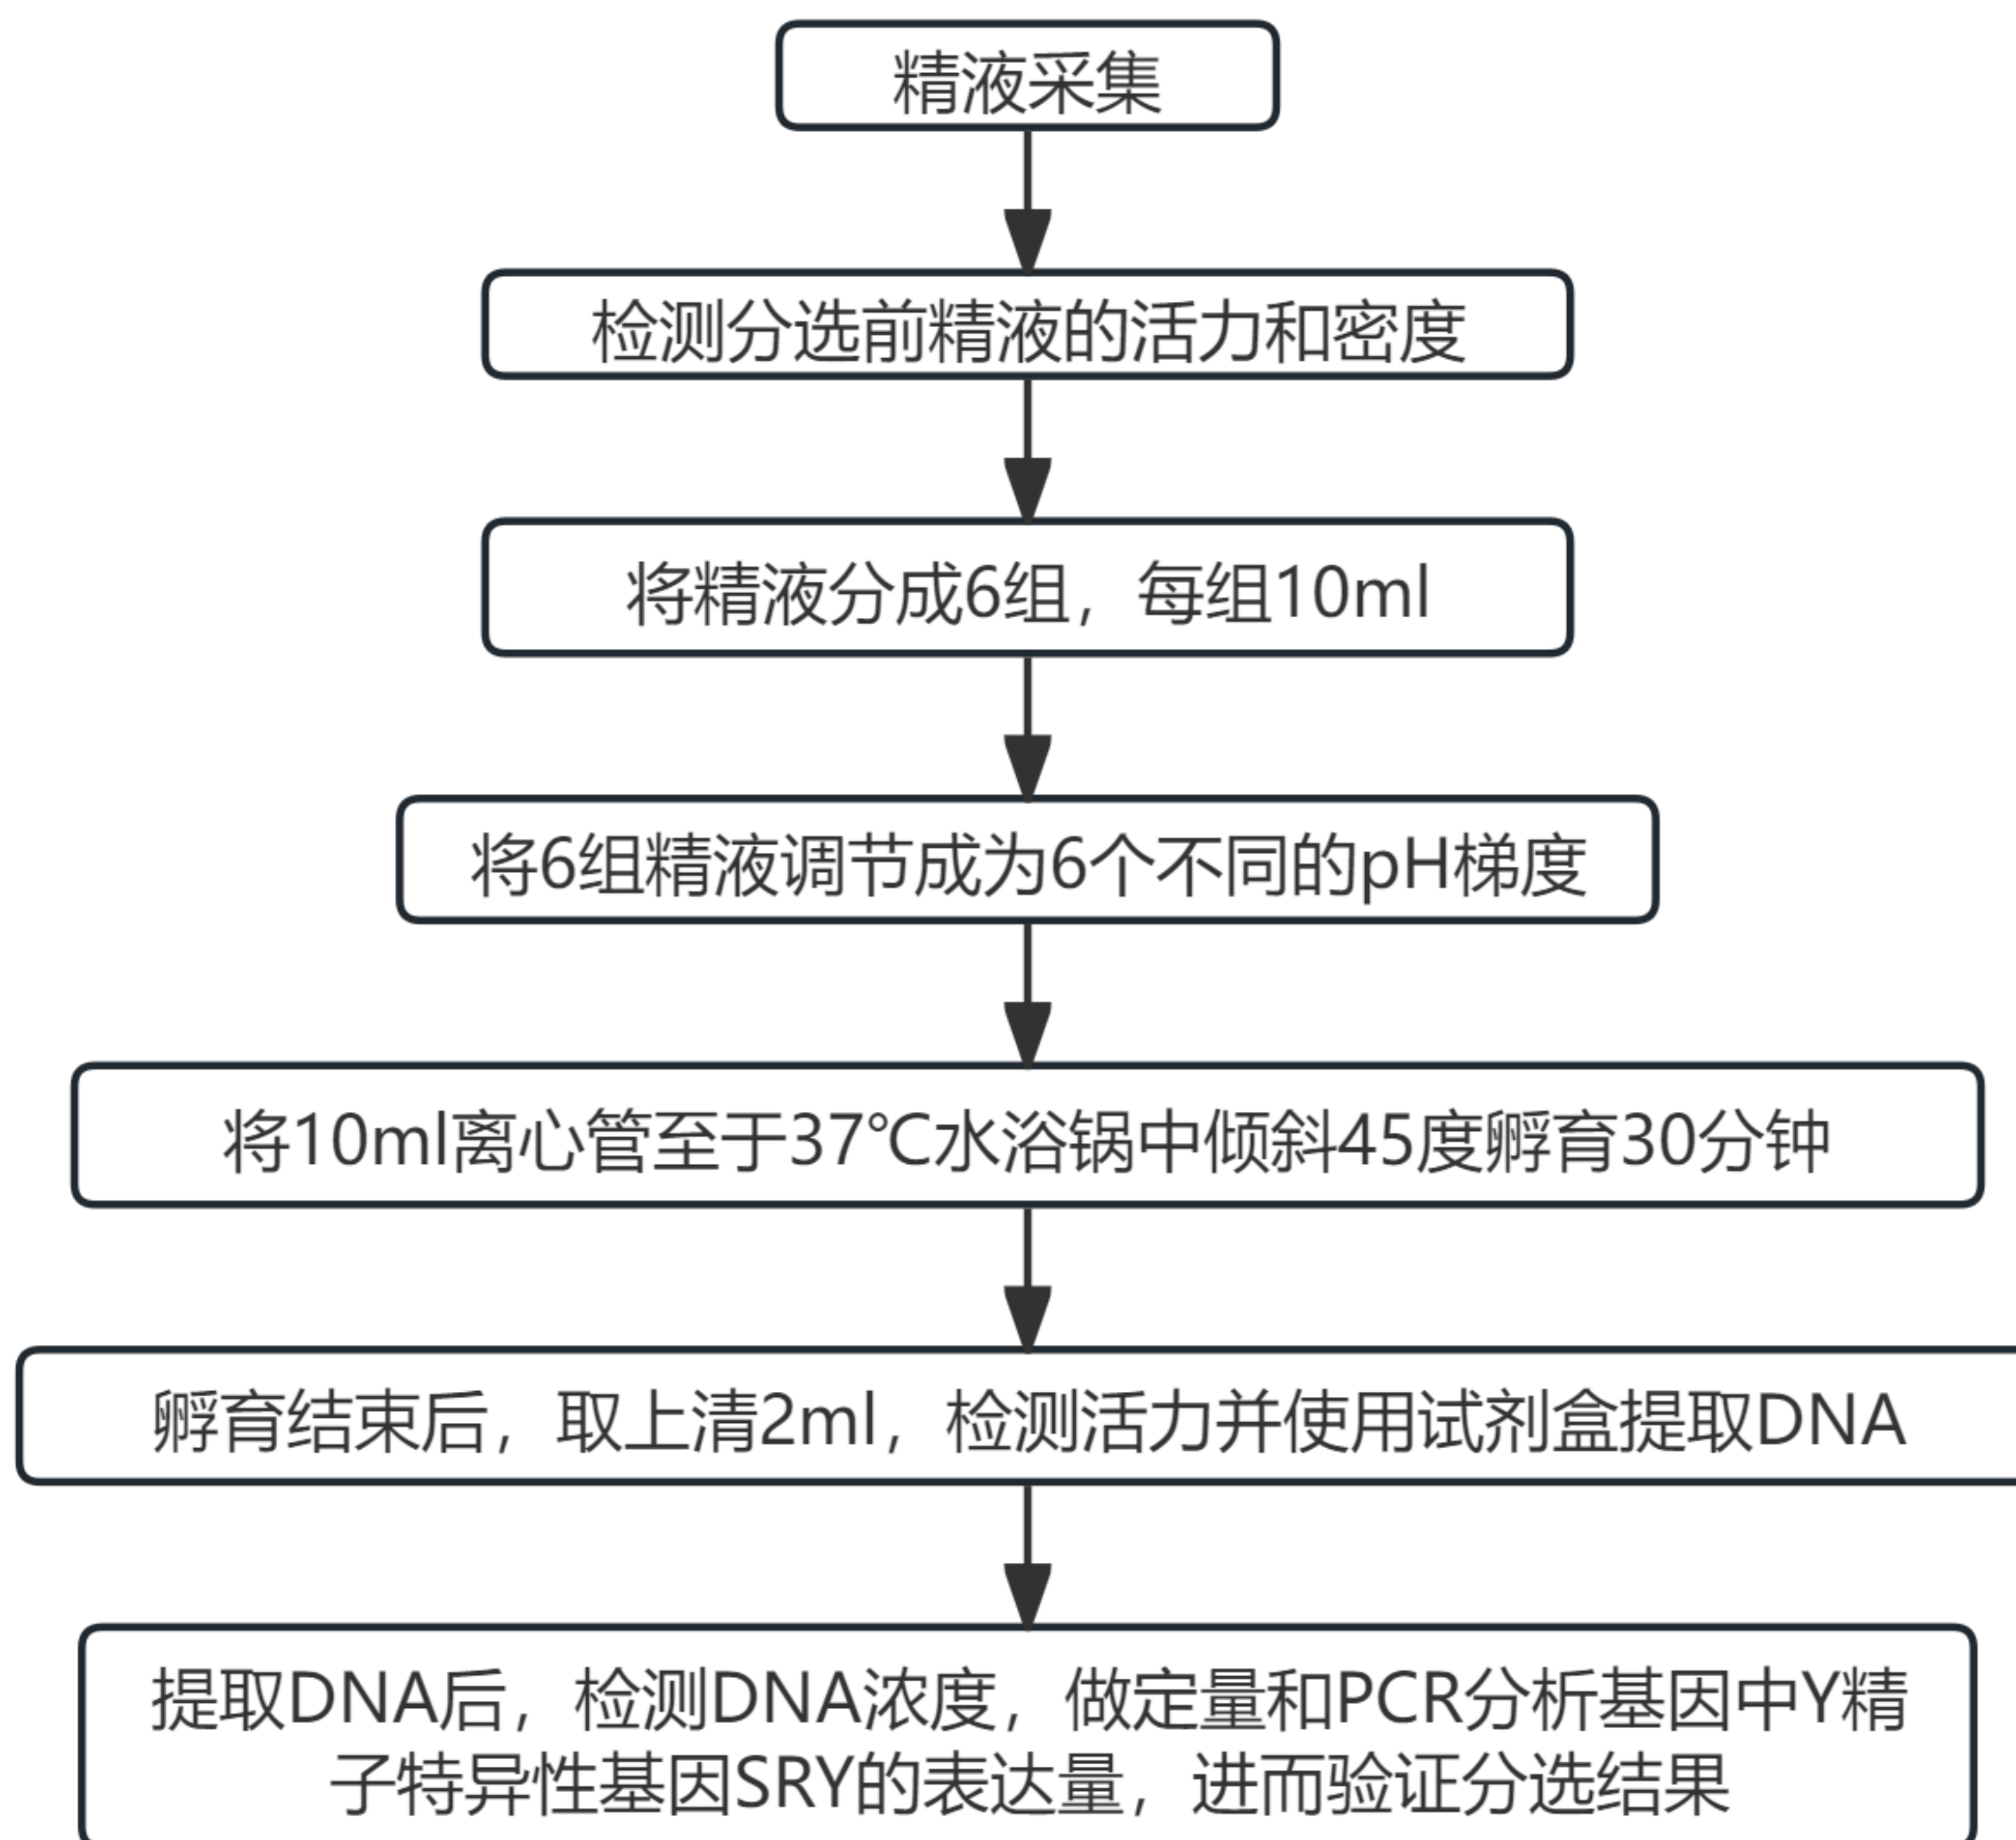 精液采集
检测分选前精液的活力和密度
将精液分成6组，每组10ml
将6组精液调节成为6个不同的pH梯度
将10ml离心管至于37℃水浴锅中倾斜45度孵育30分钟
孵育结束后，取上清2ml，检测活力并使用试剂盒提取DNA
提取DNA后，检测DNA浓度，做定量和PCR分析基因中Y精
子特异性基因SRY的表达量，进而验证分选结果